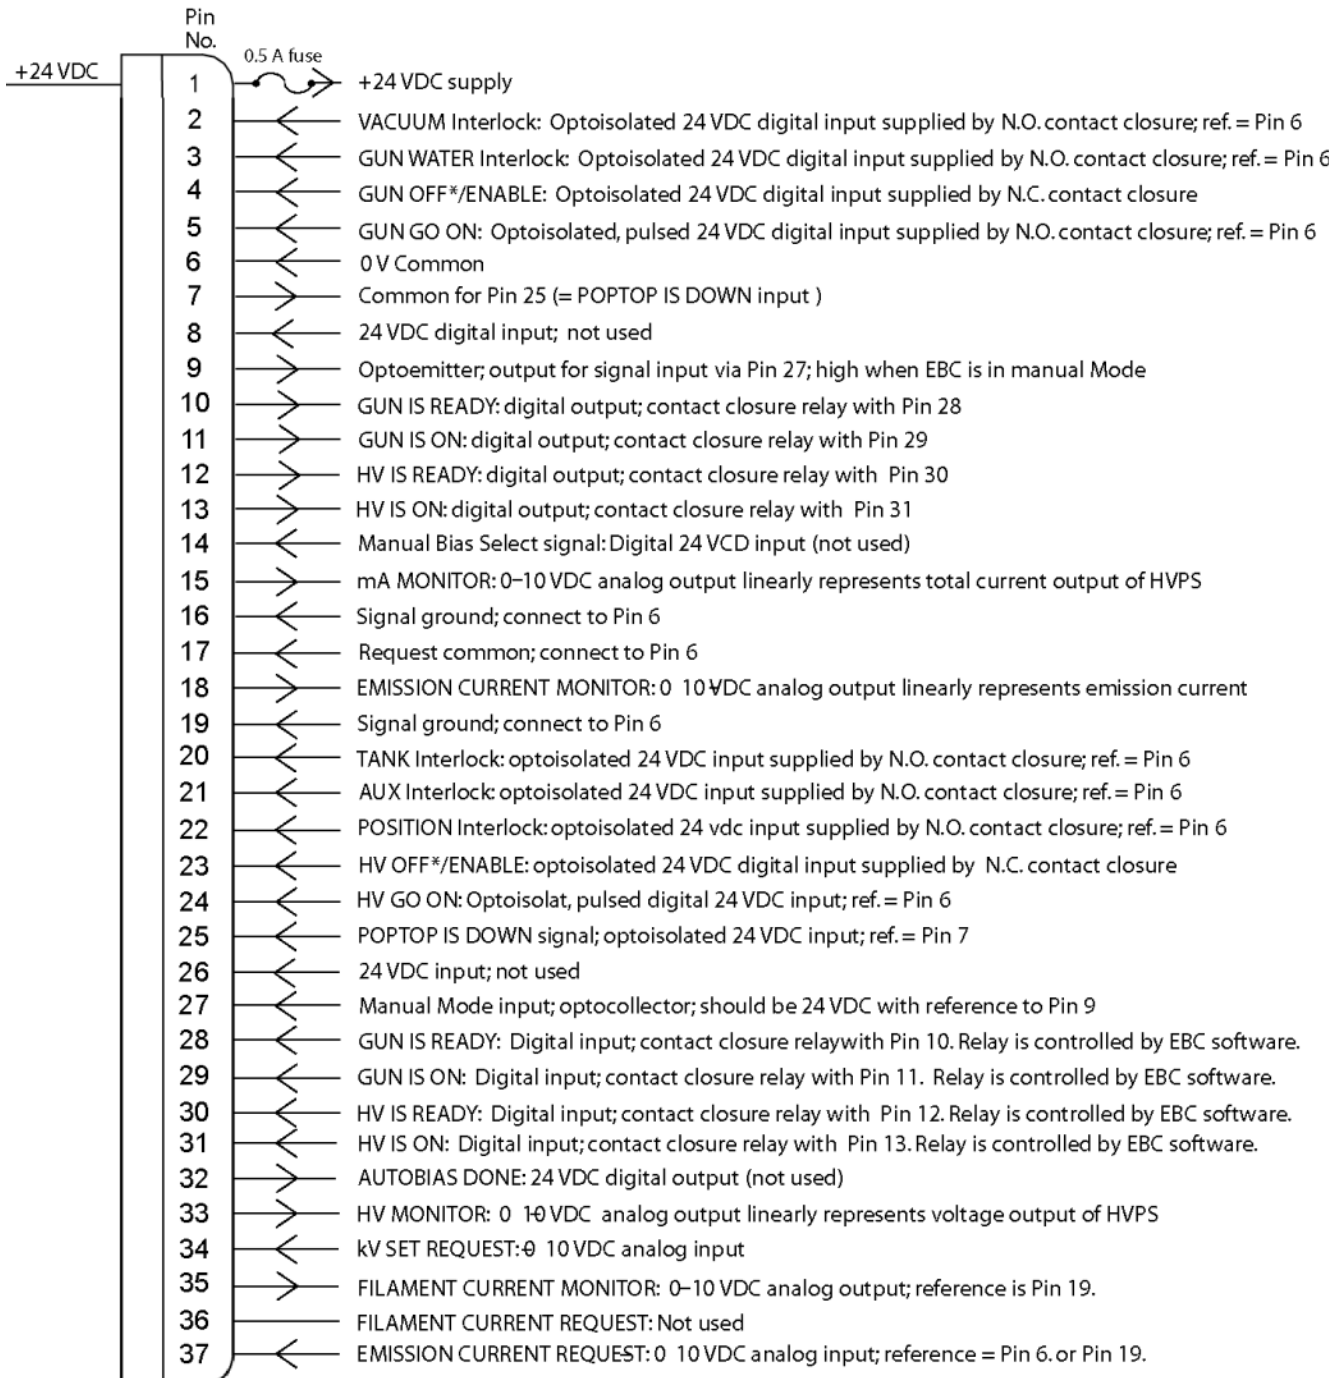 Pin
No.
0.5 A fuse
+24 VDC
1 +24 VDC supply
2 VACUUM Interlock: Optoisolated 24 VDC digital input supplied by N.O. contact closure; ref. = Pin 6
3 GUN WATER Interlock: Optoisolated 24 VDC digital input supplied by N.O. contact closure; ref. = Pin 6
4 GUN OFF*/ENABLE: Optoisolated 24 VDC digital input supplied by N.C. contact closure
5 GUN GO ON: Optoisolated, pulsed 24 VDC digital input supplied by N.O. contact closure; ref. = Pin 6
6 0 V Common
7 Common for Pin 25 (= POPTOP IS DOWN input )
8 24 VDC digital input; not used
9 Optoemitter; output for signal input via Pin 27; high when EBC is in manual Mode
10 GUN IS READY: digital output; contact closure relay with Pin 28
11 GUN IS ON: digital output; contact closure relay with Pin 29
12 HV IS READY: digital output; contact closure relay with Pin 30
13 HV IS ON: digital output; contact closure relay with Pin 31
14 Manual Bias Select signal: Digital 24 VCD input (not used)
15 mA MONITOR: 0–10 VDC analog output linearly represents total current output of HVPS
16 Signal ground; connect to Pin 6
17 Request common; connect to Pin 6
18 EMISSION CURRENT MONITOR: 0 10 VDC analog output linearly represents emission current
19 Signal ground; connect to Pin 6
20 TANK Interlock: optoisolated 24 VDC input supplied by N.O. contact closure; ref. = Pin 6
21 AUX Interlock: optoisolated 24 VDC input supplied by N.O. contact closure; ref. = Pin 6
22 POSITION Interlock: optoisolated 24 vdc input supplied by N.O. contact closure; ref. = Pin 6
23 HV OFF*/ENABLE: optoisolated 24 VDC digital input supplied by N.C. contact closure
24 HV GO ON: Optoisolat, pulsed digital 24 VDC input; ref. = Pin 6
25 POPTOP IS DOWN signal; optoisolated 24 VDC input; ref. = Pin 7
26 24 VDC input; not used
27 Manual Mode input; optocollector; should be 24 VDC with reference to Pin 9
28 GUN IS READY: Digital input; contact closure relaywith Pin 10. Relay is controlled by EBC software.
29 GUN IS ON: Digital input; contact closure relay with Pin 11. Relay is controlled by EBC software.
30 HV IS READY: Digital input; contact closure relay with Pin 12. Relay is controlled by EBC software.
31 HV IS ON: Digital input; contact closure relay with Pin 13. Relay is controlled by EBC software.
32 AUTOBIAS DONE: 24 VDC digital output (not used)
33 HV MONITOR: 0 10 VDC analog output linearly represents voltage output of HVPS
34 kV SET REQUEST: 0 10 VDC analog input
35 FILAMENT CURRENT MONITOR: 0–10 VDC analog output; reference is Pin 19.
36 FILAMENT CURRENT REQUEST: Not used
37 EMISSION CURRENT REQUEST: 0 10 VDC analog input; reference = Pin 6. or Pin 19.